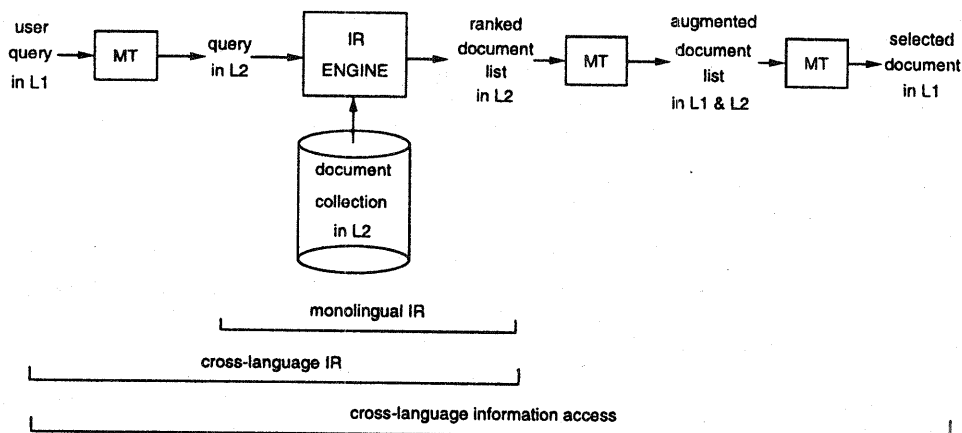 user
query
in L1
MT
query
in L2
IR
ENGINE
ranked
document
list
in L2
MT
augmented
document
list
in L1 & L2
MT
selected
document
in L1
document
collection
in L2
monolingual IR
cross-language IR
cross-language information access